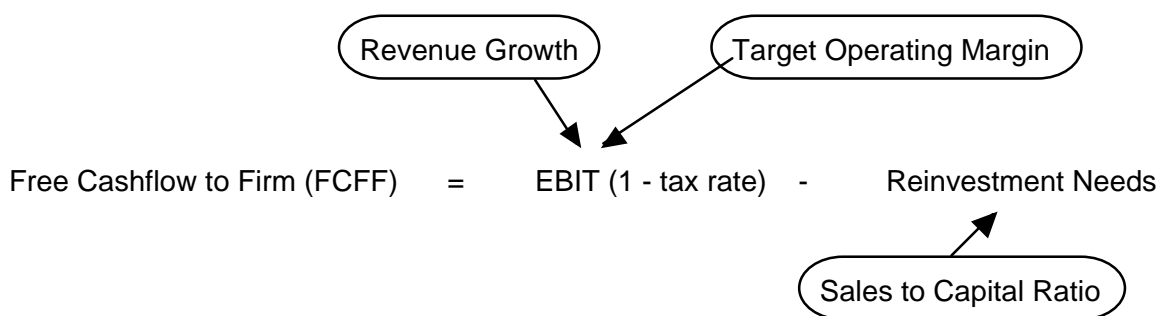 Revenue Growth Target Operating Margin
Free Cashflow to Firm (FCFF) = EBIT (1 - tax rate) - Reinvestment Needs
Sales to Capital Ratio